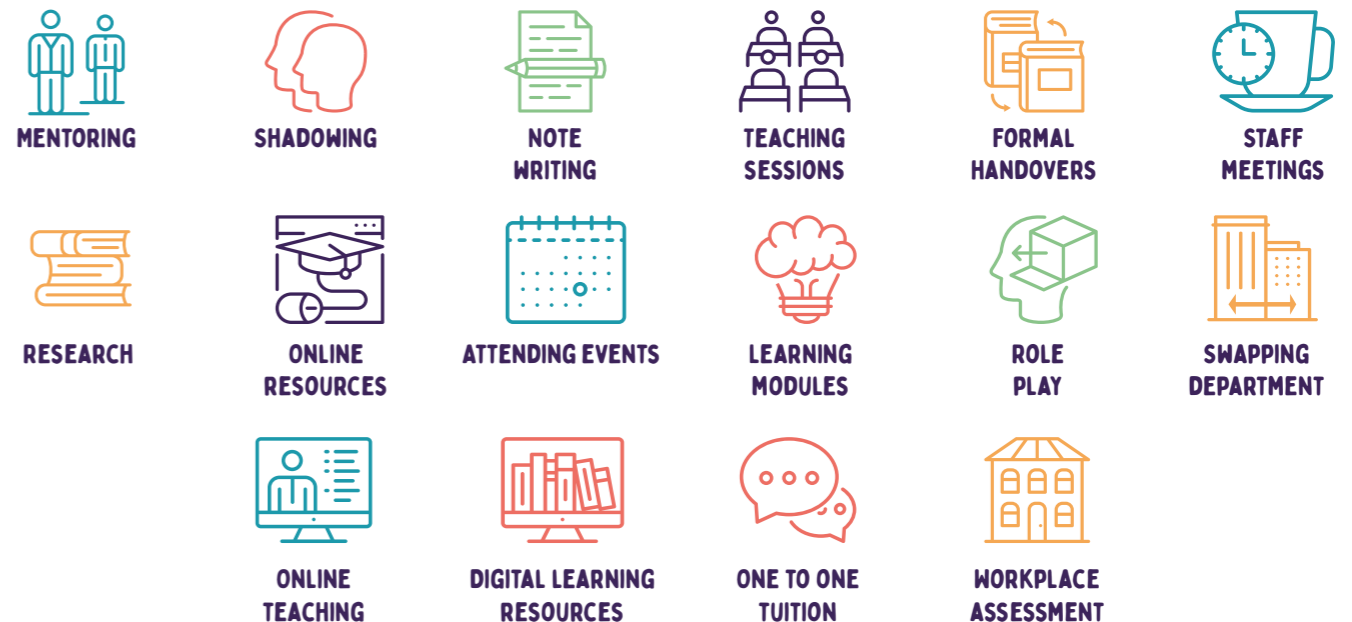 MENTORING
SHADOWING
NOTE
WRITING
TEACHING
SESSIONS
FORMAL
HANDOVERS
STAFF
MEETINGS
RESEARCH
ONLINE
RESOURCES
ATTENDING EVENTS
LEARNING
MODULES
ROLE
PLAY
SWAPPING
DEPARTMENT
ONLINE
TEACHING
DIGITAL LEARNING
RESOURCES
ONE TO ONE
TUITION
WORKPLACE
ASSESSMENT